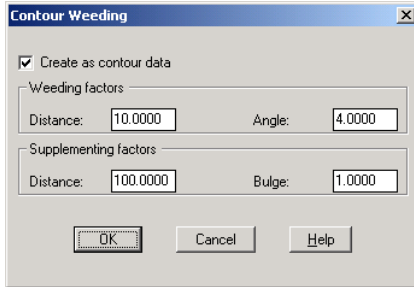 Contour Weeding
Create as contour data
Weeding factors
Distance: 10.0000 Angle: 4.0000
Supplementing factors
Distance: 100.0000 Bulge: 1.0000
OK Cancel Help